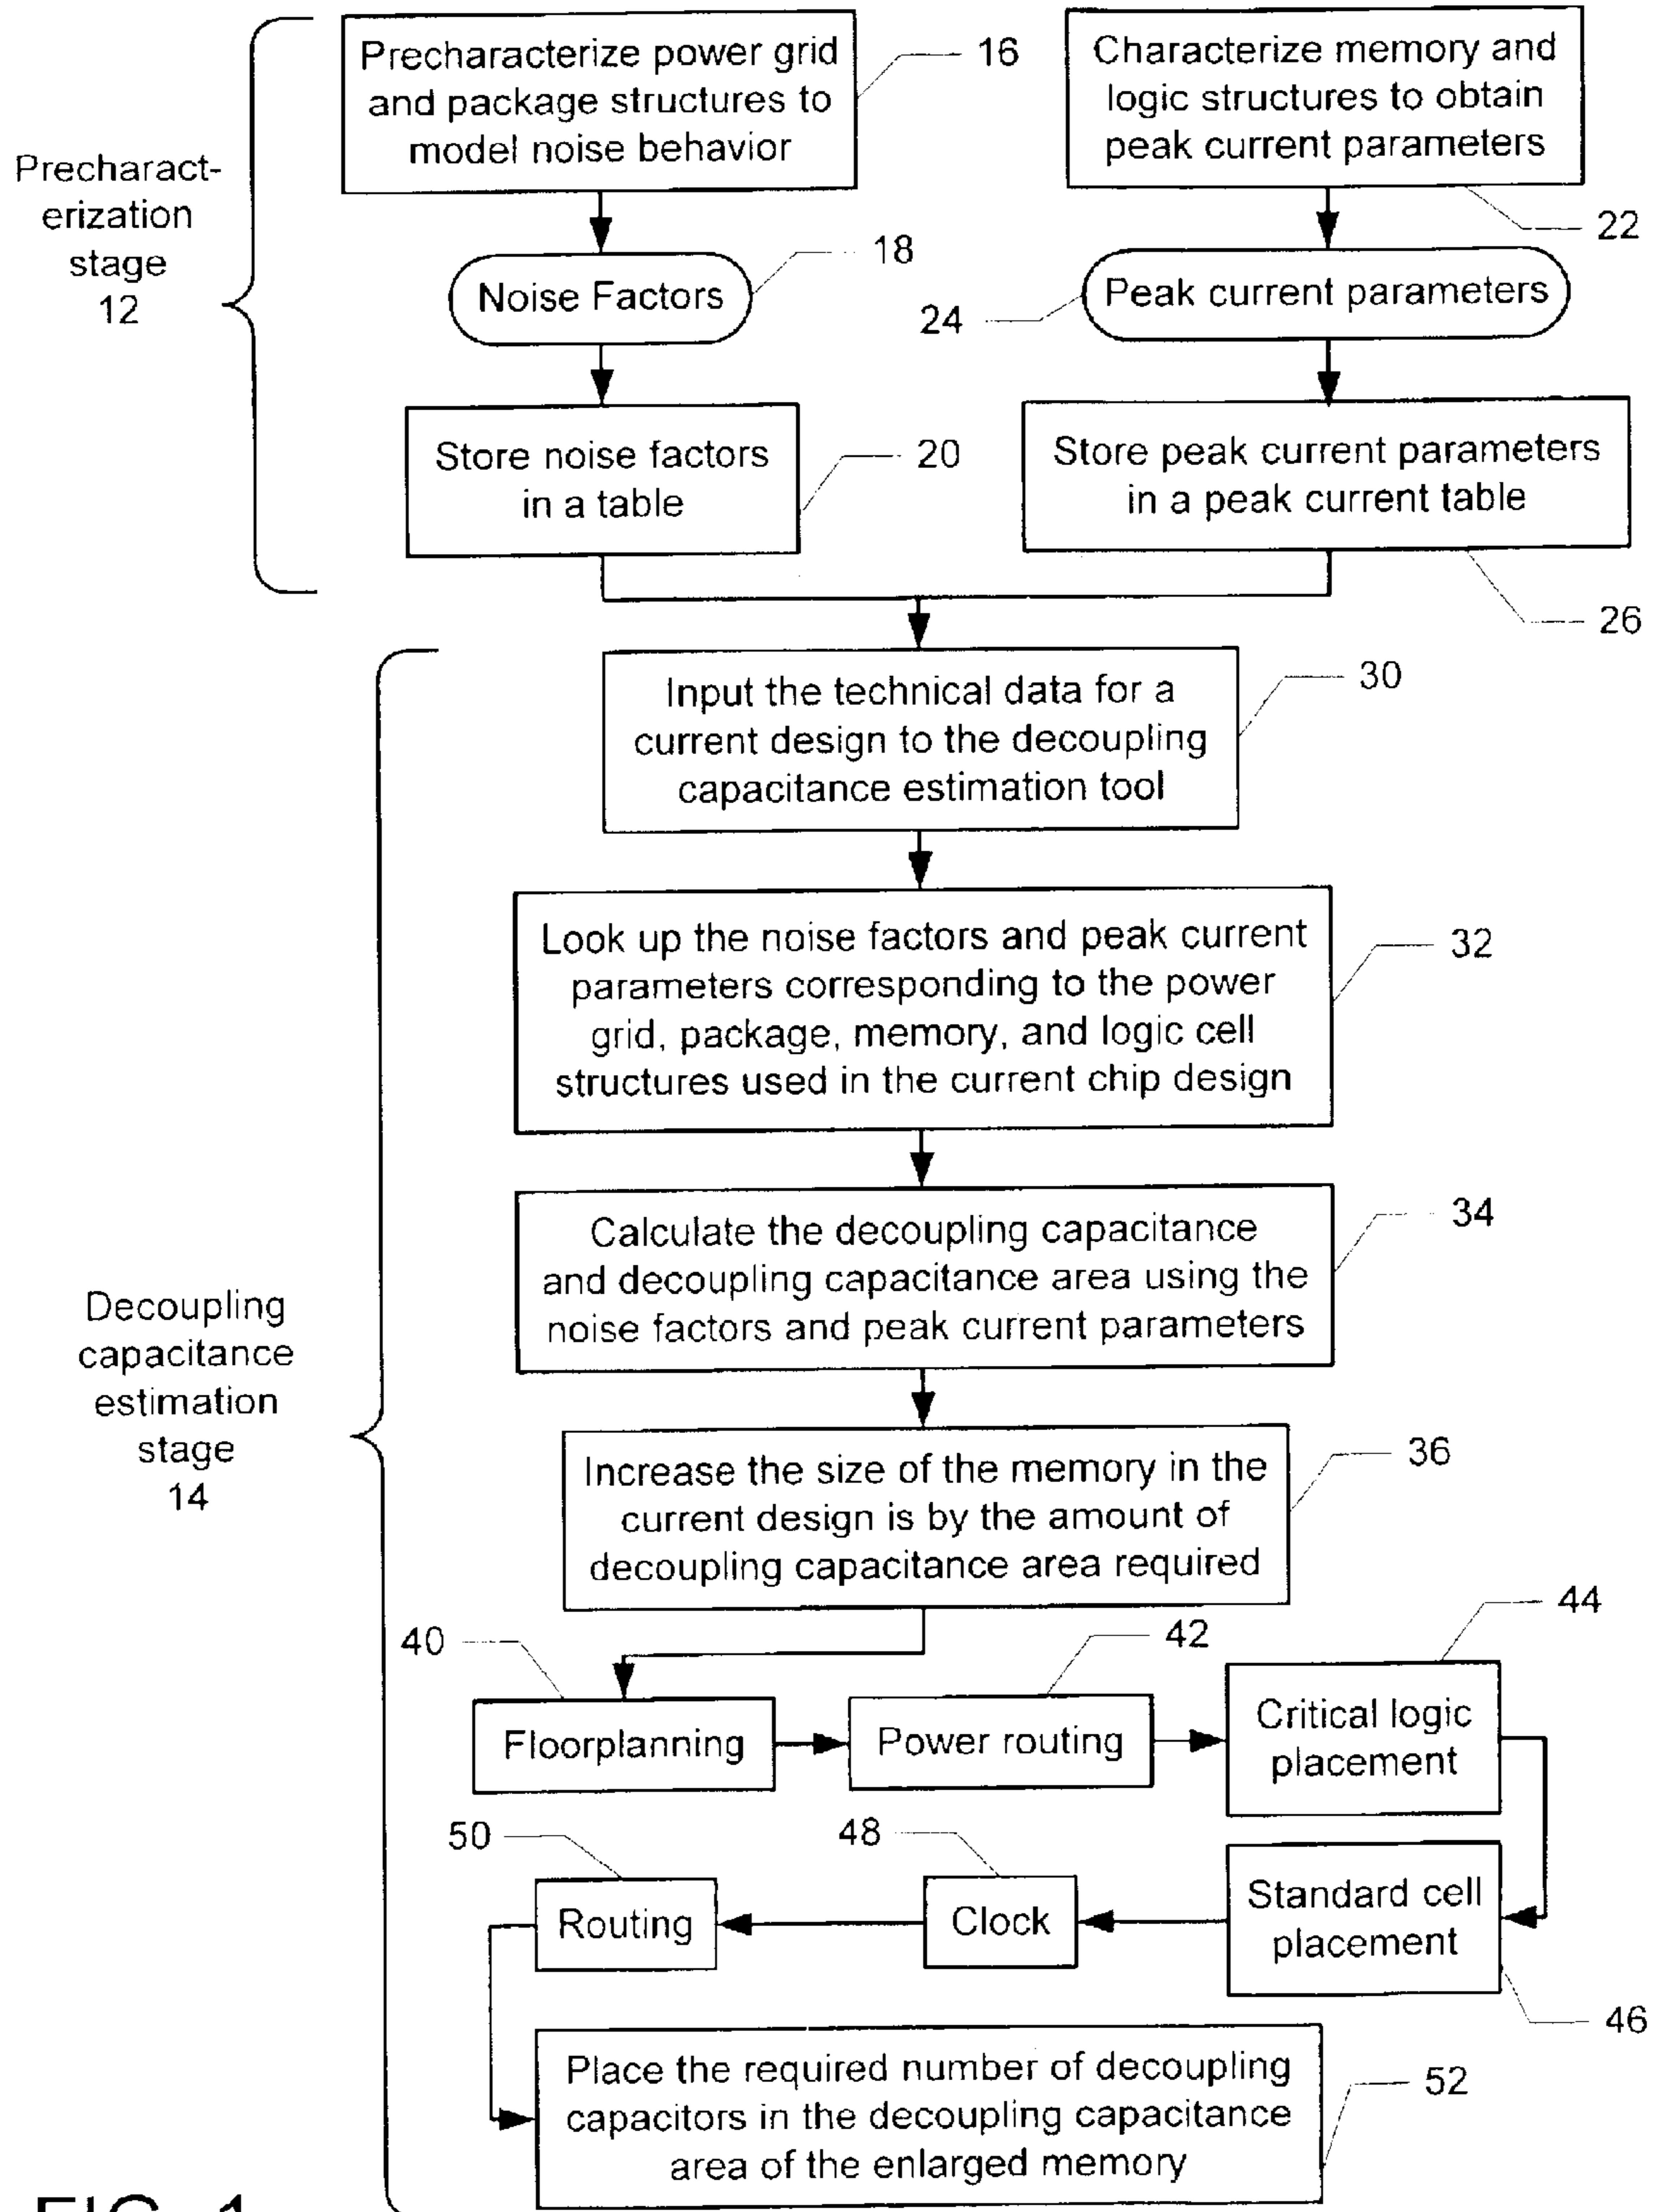 Precharacterize power grid
and package structures to
model noise behavior
16
Characterize memory and
logic structures to obtain
peak current parameters
22
Precharact-
erization
stage
12
Noise Factors
18
Peak current parameters
24
Store noise factors
in a table
20
Store peak current parameters
in a peak current table
26
Input the technical data for a
current design to the decoupling
capacitance estimation tool
30
Look up the noise factors and peak current
parameters corresponding to the power
grid, package, memory, and logic cell
structures used in the current chip design
32
Calculate the decoupling capacitance
and decoupling capacitance area using the
noise factors and peak current parameters
34
Decoupling
capacitance
estimation
stage
14
Increase the size of the memory in the
current design is by the amount of
decoupling capacitance area required
36
40
Floorplanning
42
Power routing
44
Critical logic
placement
50
Routing
48
Clock
Standard cell
placement
46
Place the required number of decoupling
capacitors in the decoupling capacitance
area of the enlarged memory
52
FIG. 1